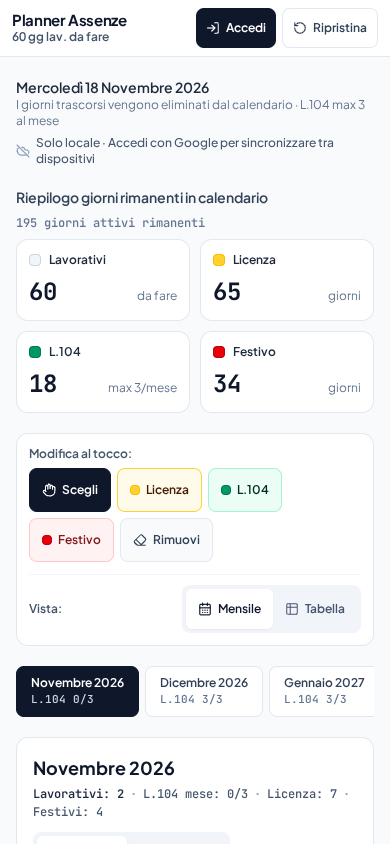 Planner Assenze
60 gg lav. da fare
Accedi
Ripristina
Mercoledì 18 Novembre 2026
I giorni trascorsi vengono eliminati dal calendario · L.104 max 3
al mese
Solo locale · Accedi con Google per sincronizzare tra
dispositivi
Riepilogo giorni rimanenti in calendario
195 giorni attivi rimanenti
Lavorativi
60
da fare
Licenza
65
giorni
L.104
18
max 3/mese
Festivo
34
giorni
Modifica al tocco:
Scegli
Licenza
L.104
Festivo
Rimuovi
Vista:
Mensile
Tabella
Novembre 2026
L.104 0/3
Dicembre 2026
L.104 3/3
Gennaio 2027
L.104 3/3
Novembre 2026
Lavorativi: 2 · L.104 mese: 0/3 · Licenza: 7 ·
Festivi: 4